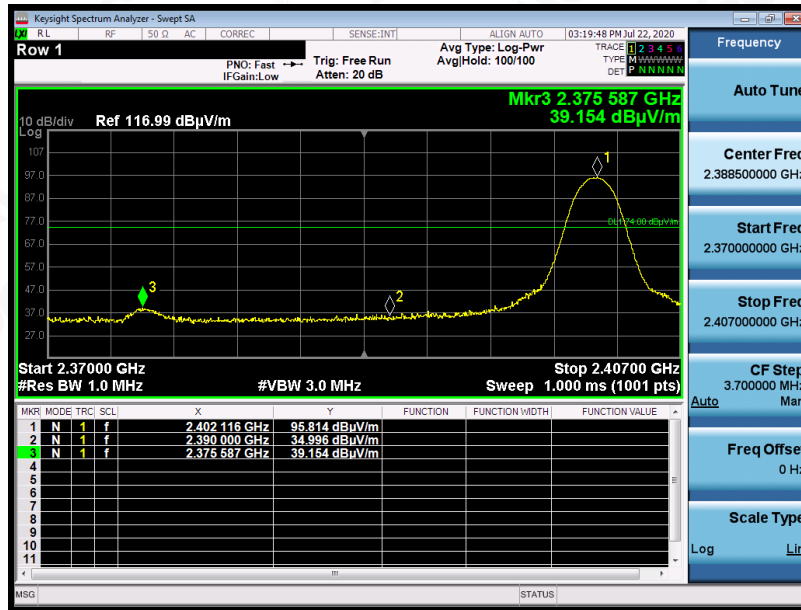 Keysight Spectrum Analyzer - Swept SA
RL RF 50 Ω AC CORREC SENSE:INT ALIGN AUTO 03:19:48 PM Jul 22, 2020
Row 1
PNO: Fast
IFGain:Low
Trig: Free Run
Atten: 20 dB
Avg Type: Log-Pwr
Avg|Hold: 100/100
TRACE 1 2 3 4 5 6
TYPE M WWWWW
DET P N N N N N
Mkr3 2.375 587 GHz
39.154 dBµV/m
10 dB/div Ref 116.99 dBµV/m
Log
107
97.0
87.0
77.0
67.0
57.0
47.0
37.0
27.0
1
DL1 74.00 dBµV/m
2
3
Start 2.37000 GHz Stop 2.40700 GHz
#Res BW 1.0 MHz #VBW 3.0 MHz Sweep 1.000 ms (1001 pts)
MKR MODE TRC SCL X Y FUNCTION FUNCTION WIDTH FUNCTION VALUE
1 N 1 f 2.402 116 GHz 95.814 dBµV/m
2 N 1 f 2.390 000 GHz 34.996 dBµV/m
3 N 1 f 2.375 587 GHz 39.154 dBµV/m
4
5
6
7
8
9
10
11
MSG STATUS
Frequency
Auto Tune
Center Freq
2.388500000 GHz
Start Freq
2.370000000 GHz
Stop Freq
2.407000000 GHz
CF Step
3.700000 MHz
Auto Man
Freq Offset
0 Hz
Scale Type
Log Lin